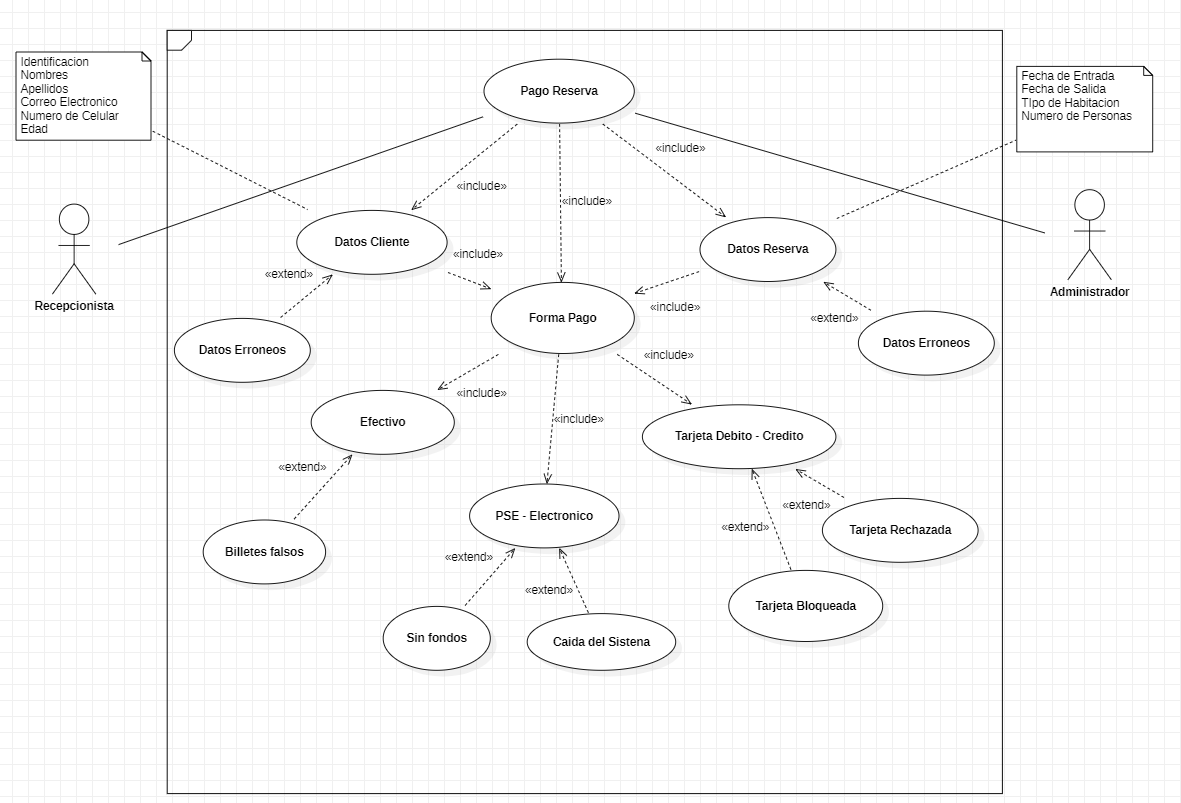 Identificacion
Nombres
Apellidos
Correo Electronico
Numero de Celular
Edad
Fecha de Entrada
Fecha de Salida
TIpo de Habitacion
Numero de Personas
Pago Reserva
«include»
«include»
«include»
Datos Cliente
Datos Reserva
«include»
«extend»
Recepcionista
Administrador
«include»
Forma Pago
«extend»
Datos Erroneos
Datos Erroneos
«include»
«include»
Efectivo
«include»
Tarjeta Debito - Credito
«extend»
«extend»
PSE - Electronico
«extend»
Tarjeta Rechazada
Billetes falsos
«extend»
«extend»
Tarjeta Bloqueada
Sin fondos
Caida del Sistena